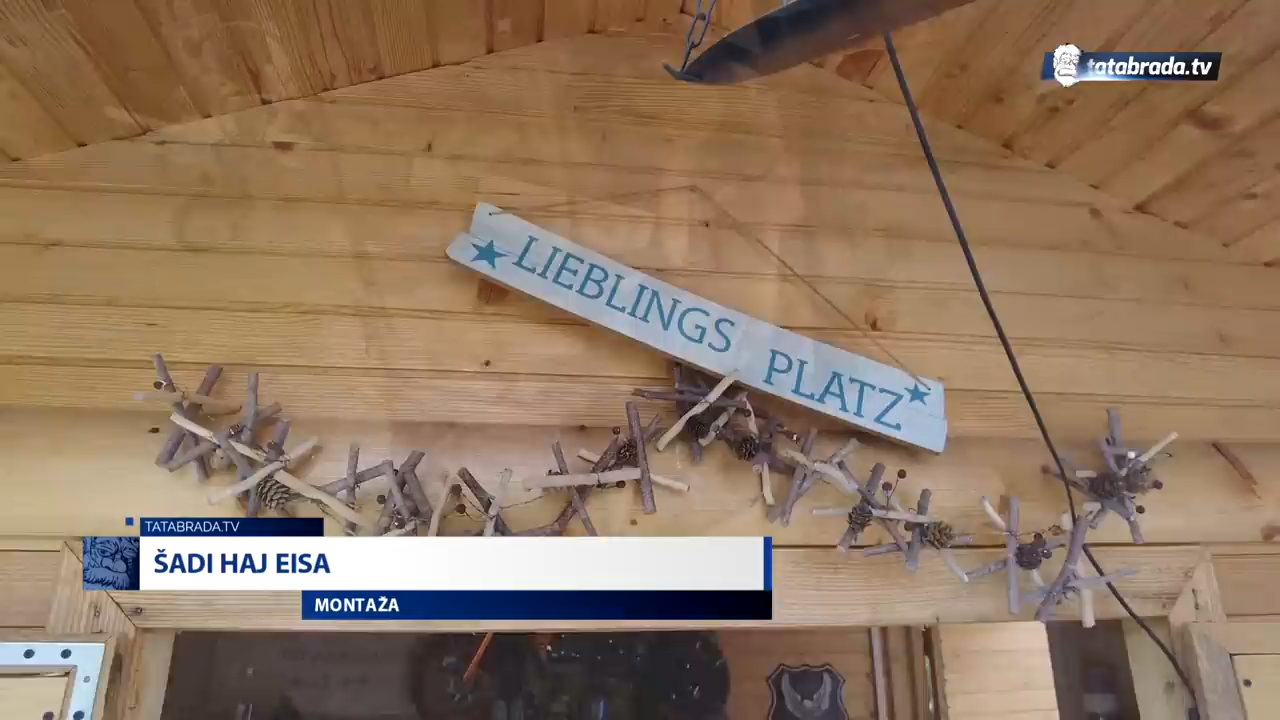 tatabrada.tv
LIEBLINGS PLATZ
TATABRADA.TV
ŠADI HAJ EISA
MONTAŽA